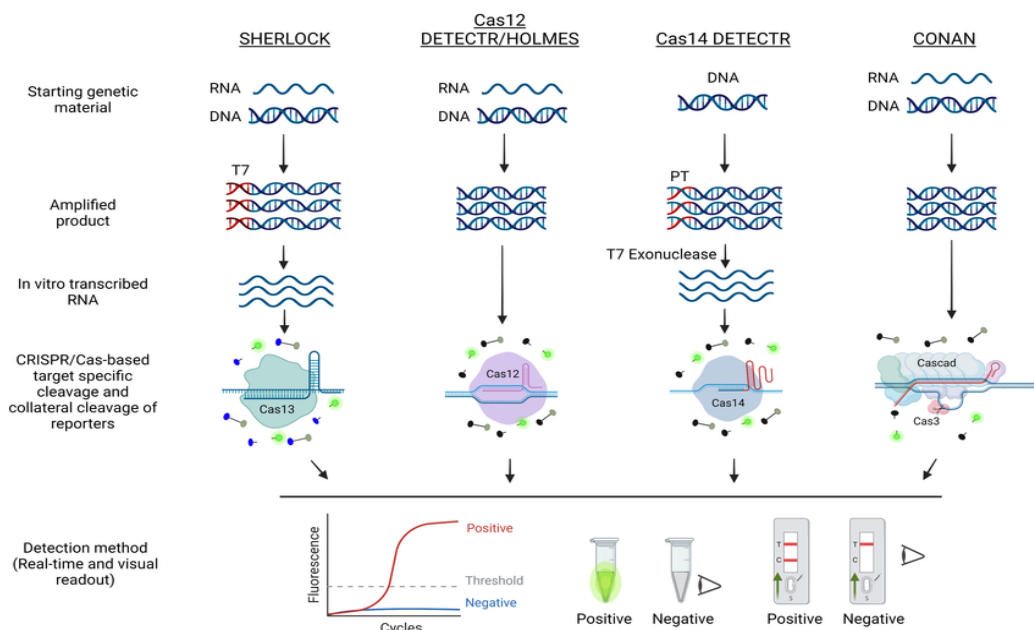 SHERLOCK
Cas12
DETECTR/HOLMES
Cas14 DETECTR
CONAN
Starting genetic
material
RNA
DNA
RNA
DNA
DNA
RNA
DNA
Amplified
product
T7
PT
In vitro transcribed
RNA
T7 Exonuclease
CRISPR/Cas-based
target specific
cleavage and
collateral cleavage of
reporters
Cas13
Cas12
Cas14
Cascad
Cas3
Detection method
(Real-time and visual
readout)
Fluorescence
Positive
Threshold
Negative
Cycles
Positive
Negative
T
C
S
Positive
T
C
S
Negative